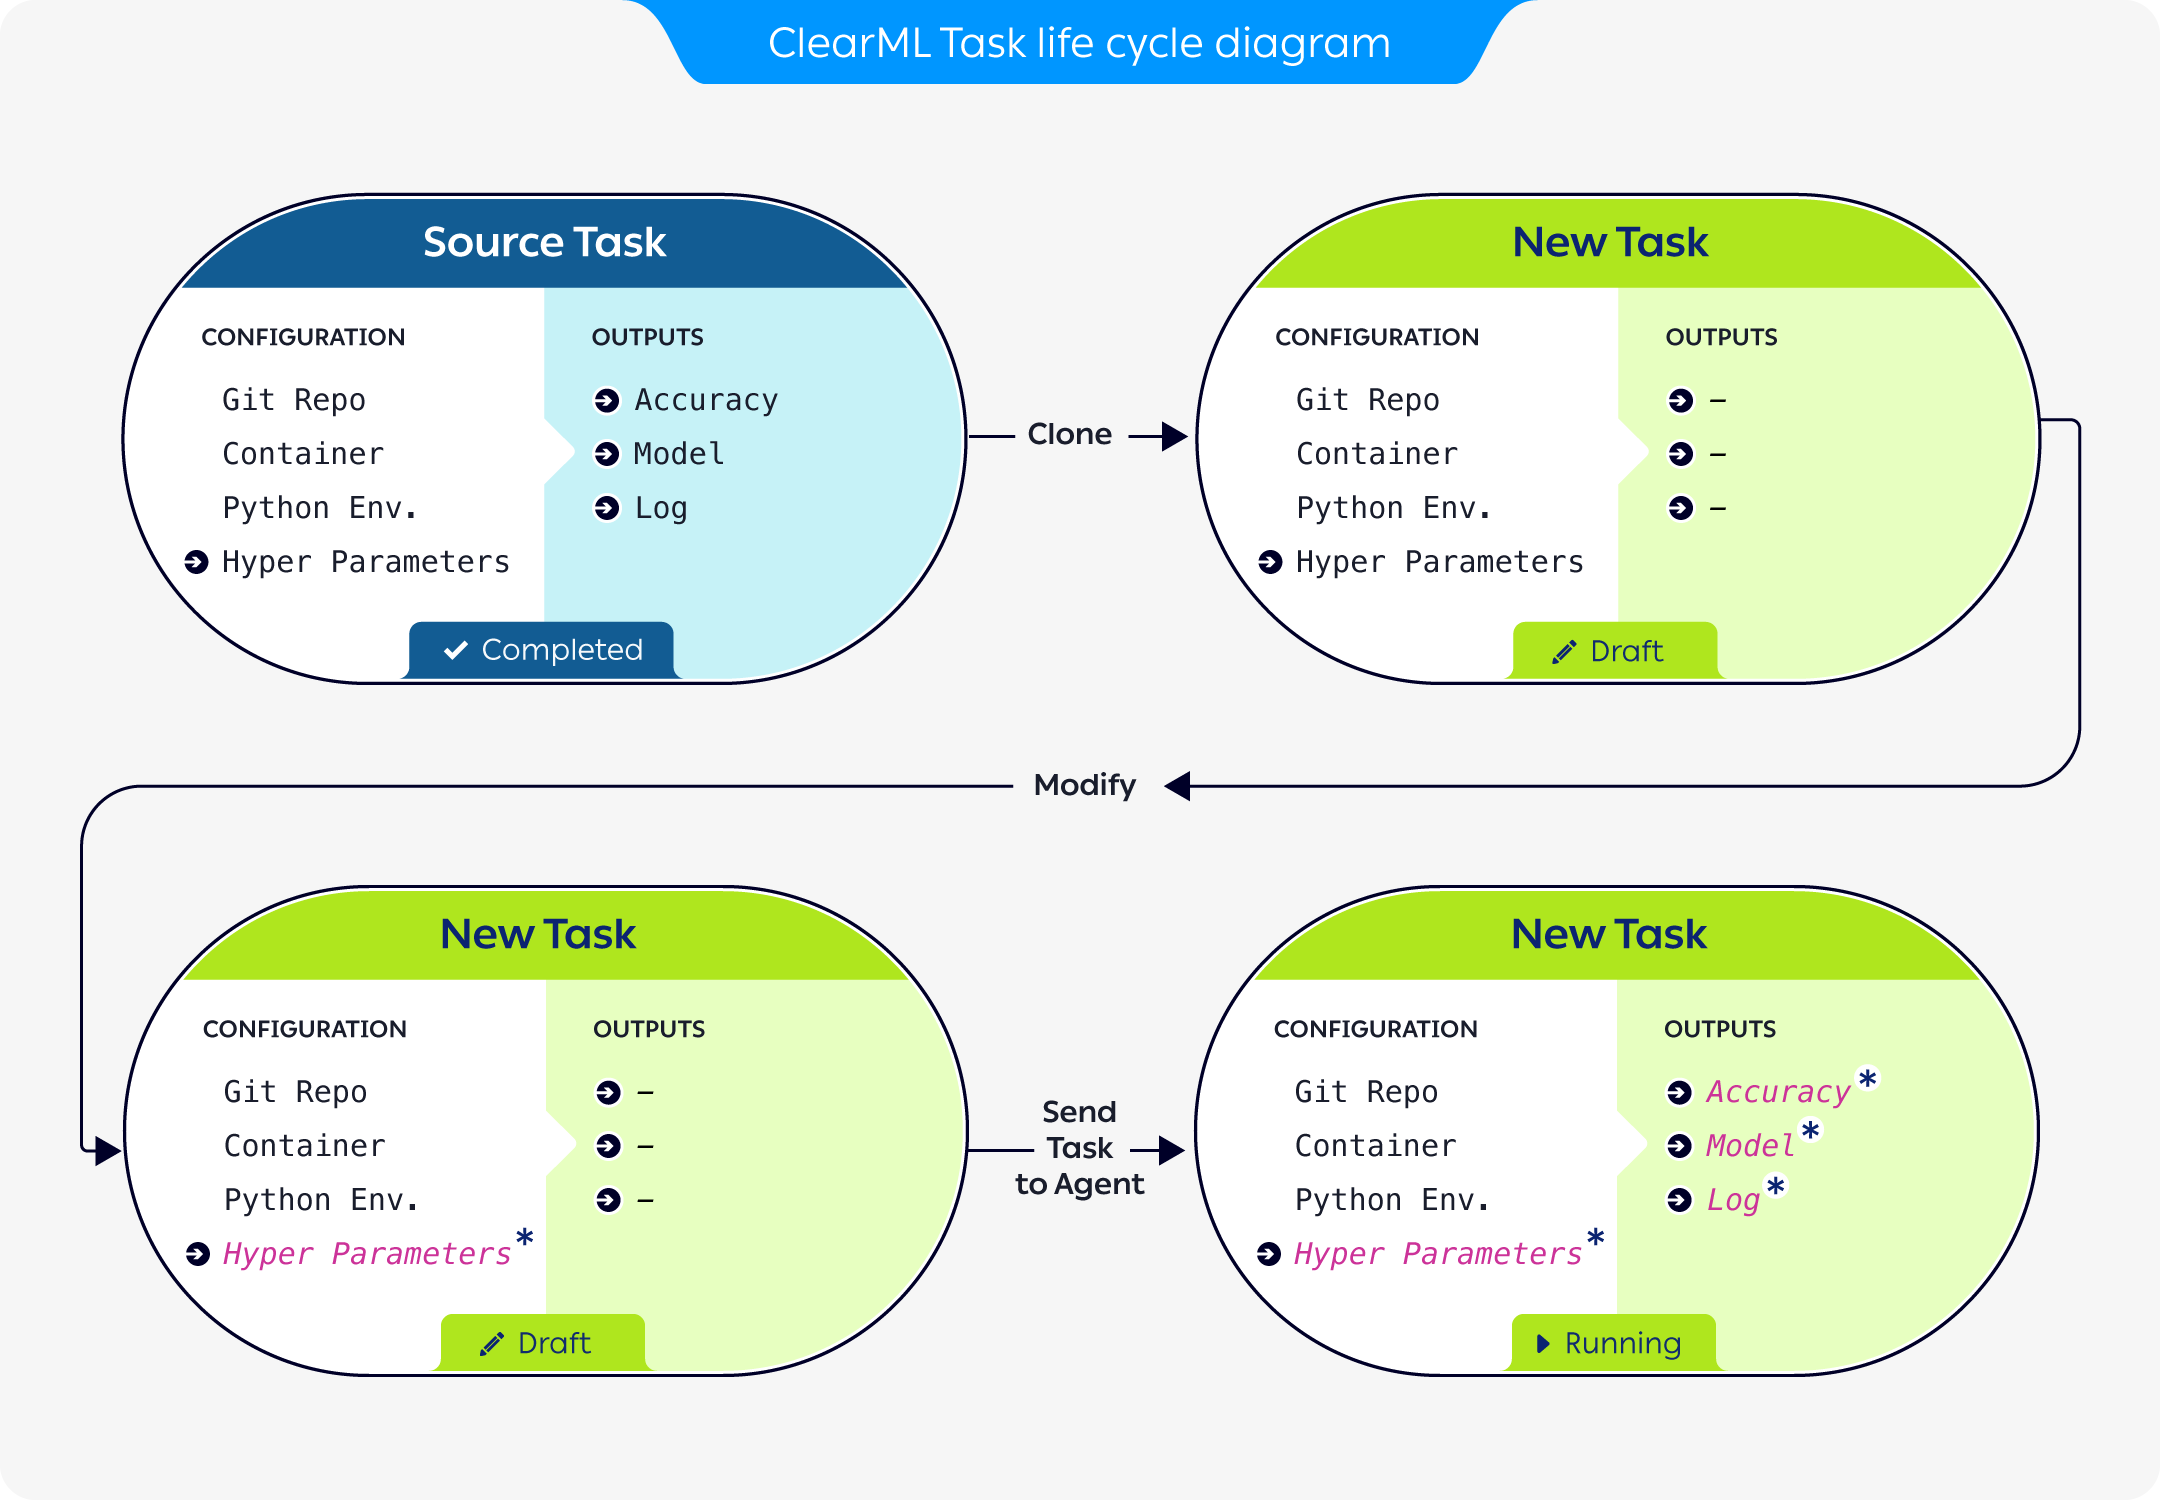 ClearML Task life cycle diagram
Source Task
CONFIGURATION
Git Repo
Container
Python Env.
Hyper Parameters
OUTPUTS
Accuracy
Model
Log
Completed
Clone
New Task
CONFIGURATION
Git Repo
Container
Python Env.
Hyper Parameters
OUTPUTS
–
–
–
Draft
Modify
New Task
CONFIGURATION
Git Repo
Container
Python Env.
Hyper Parameters*
OUTPUTS
–
–
–
Draft
Send
Task
to Agent
New Task
CONFIGURATION
Git Repo
Container
Python Env.
Hyper Parameters*
OUTPUTS
Accuracy*
Model*
Log*
Running